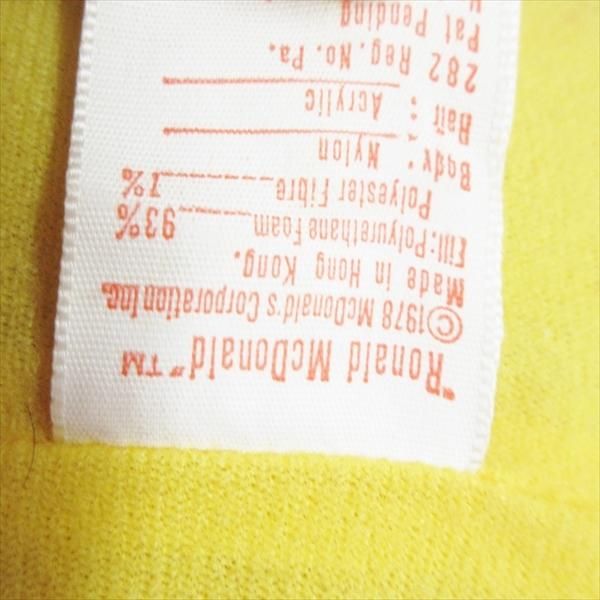 "Ronald McDonald"™
©1978 McDonald's Corporation Inc.
Made in Hong Kong.
Fill: Polyurethane Foam 93%
Polyester Fibre 7%
Body: Nylon
Hair: Acrylic
282 Reg. No. Pa.
Pat Pending